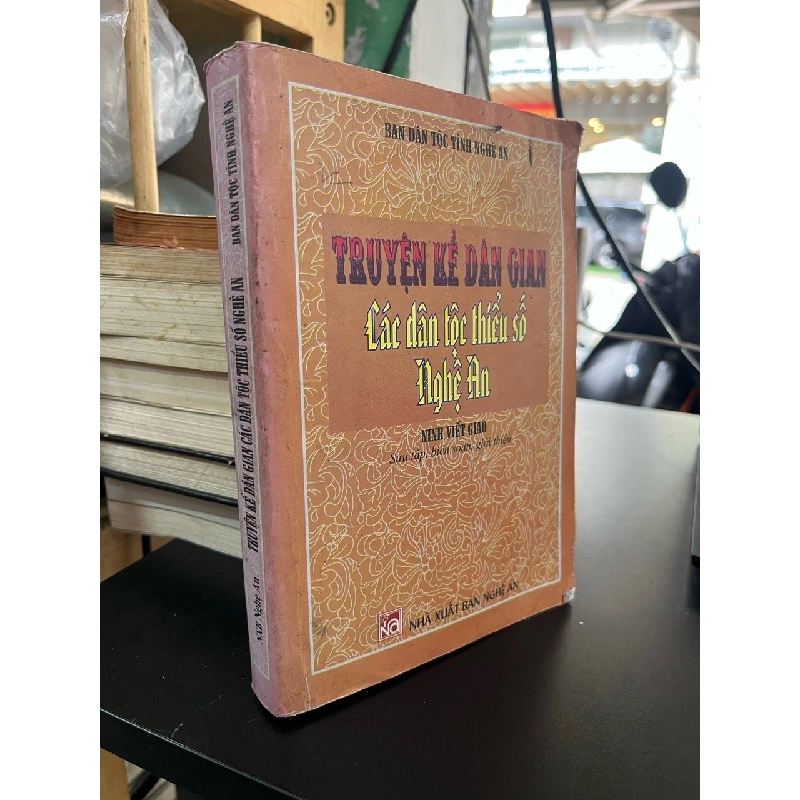 BAN DÂN TỘC TỈNH NGHỆ AN
TRUYỆN KỂ DÂN GIAN
Các dân tộc thiểu số
Nghệ An
NINH VIẾT GIAO
Sưu tập, biên soạn, giới thiệu
NA
NHÀ XUẤT BẢN NGHỆ AN
BAN DÂN TỘC TỈNH NGHỆ AN
TRUYỆN KỂ DÂN GIAN CÁC DÂN TỘC THIỂU SỐ NGHỆ AN
NXB Nghệ An